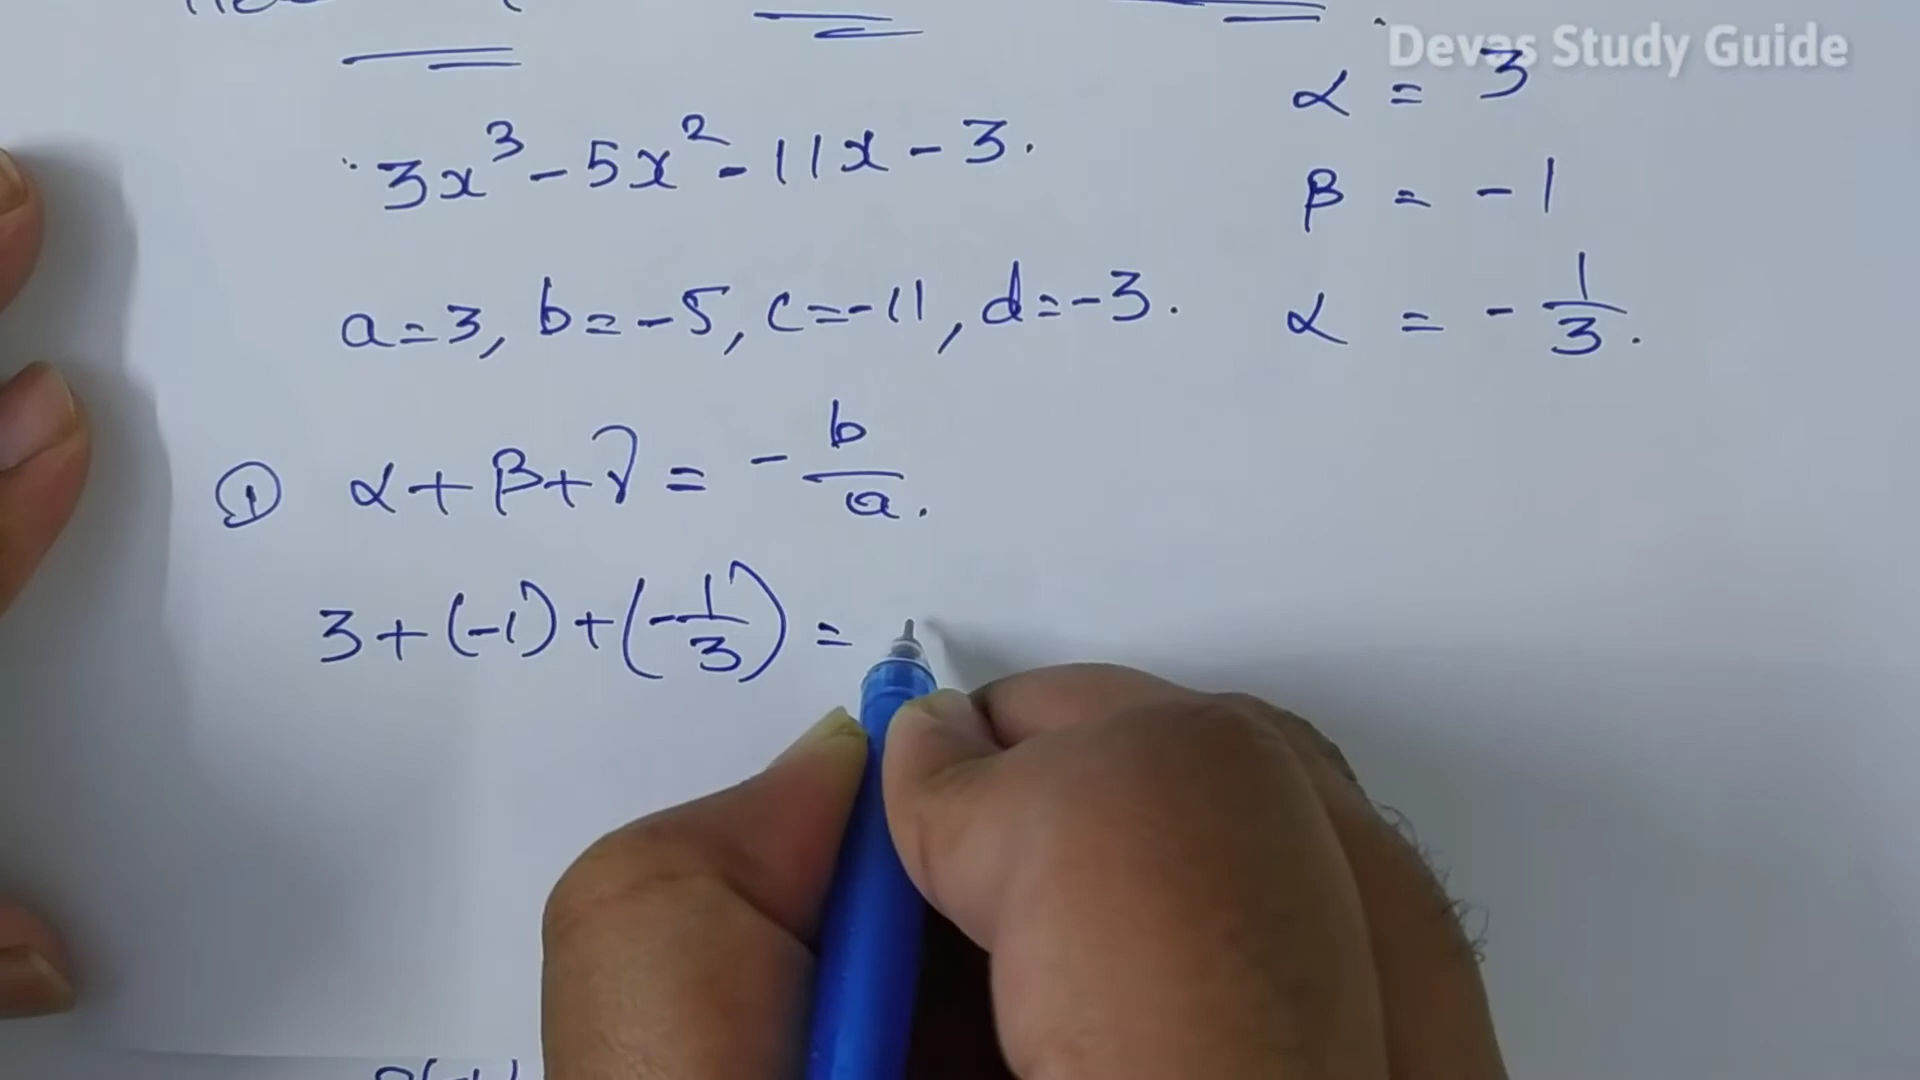 Devas Study Guide
3x³ - 5x² - 11x - 3.
a = 3, b = -5, c = -11, d = -3.
α = 3
β = -1
α = -1/3.
① α + β + γ = -b/a.
3 + (-1) + (-1/3) =